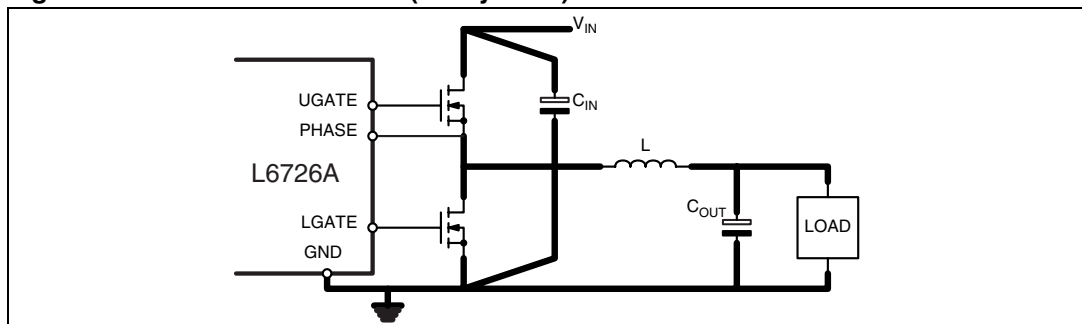 V_IN
UGATE
C_IN
PHASE
L
L6726A
C_OUT
LGATE
LOAD
GND